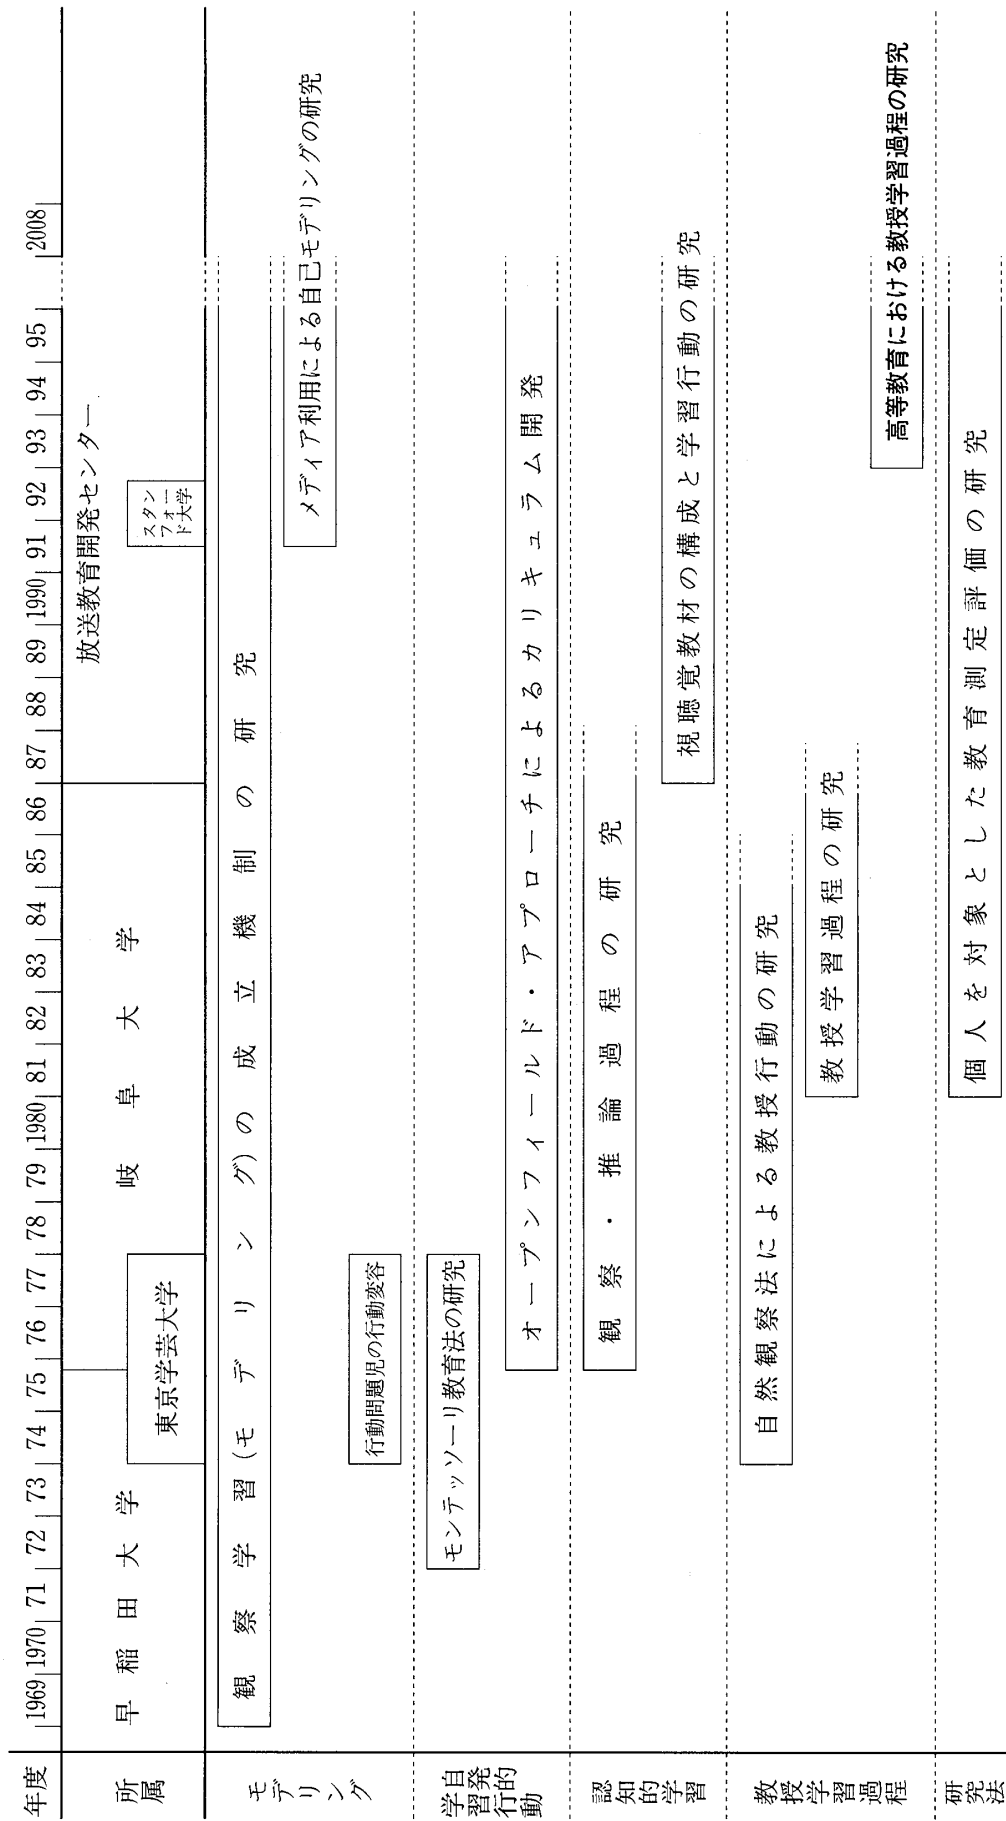 年度 1969 1970 71 72 73 74 75 76 77 78 79 1980 81 82 83 84 85 86 87 88 89 1990 91 92 93 94 95 2008
所属
早稲田大学
東京学芸大学
岐阜大学
放送教育開発センター
スタン
フォー
ド大学
モデリング
観察学習(モデリング)の成立機制の研究
メディア利用による自己モデリングの研究
行動問題児の行動変容
自発的
学習行動
モンテッソーリ教育法の研究
オープンフィールド・アプローチによるカリキュラム開発
認知的学習
観察・推論過程の研究
視聴覚教材の構成と学習行動の研究
教授学習過程
自然観察法による教授行動の研究
教授学習過程の研究
高等教育における教授学習過程の研究
研究法
個人を対象とした教育測定評価の研究